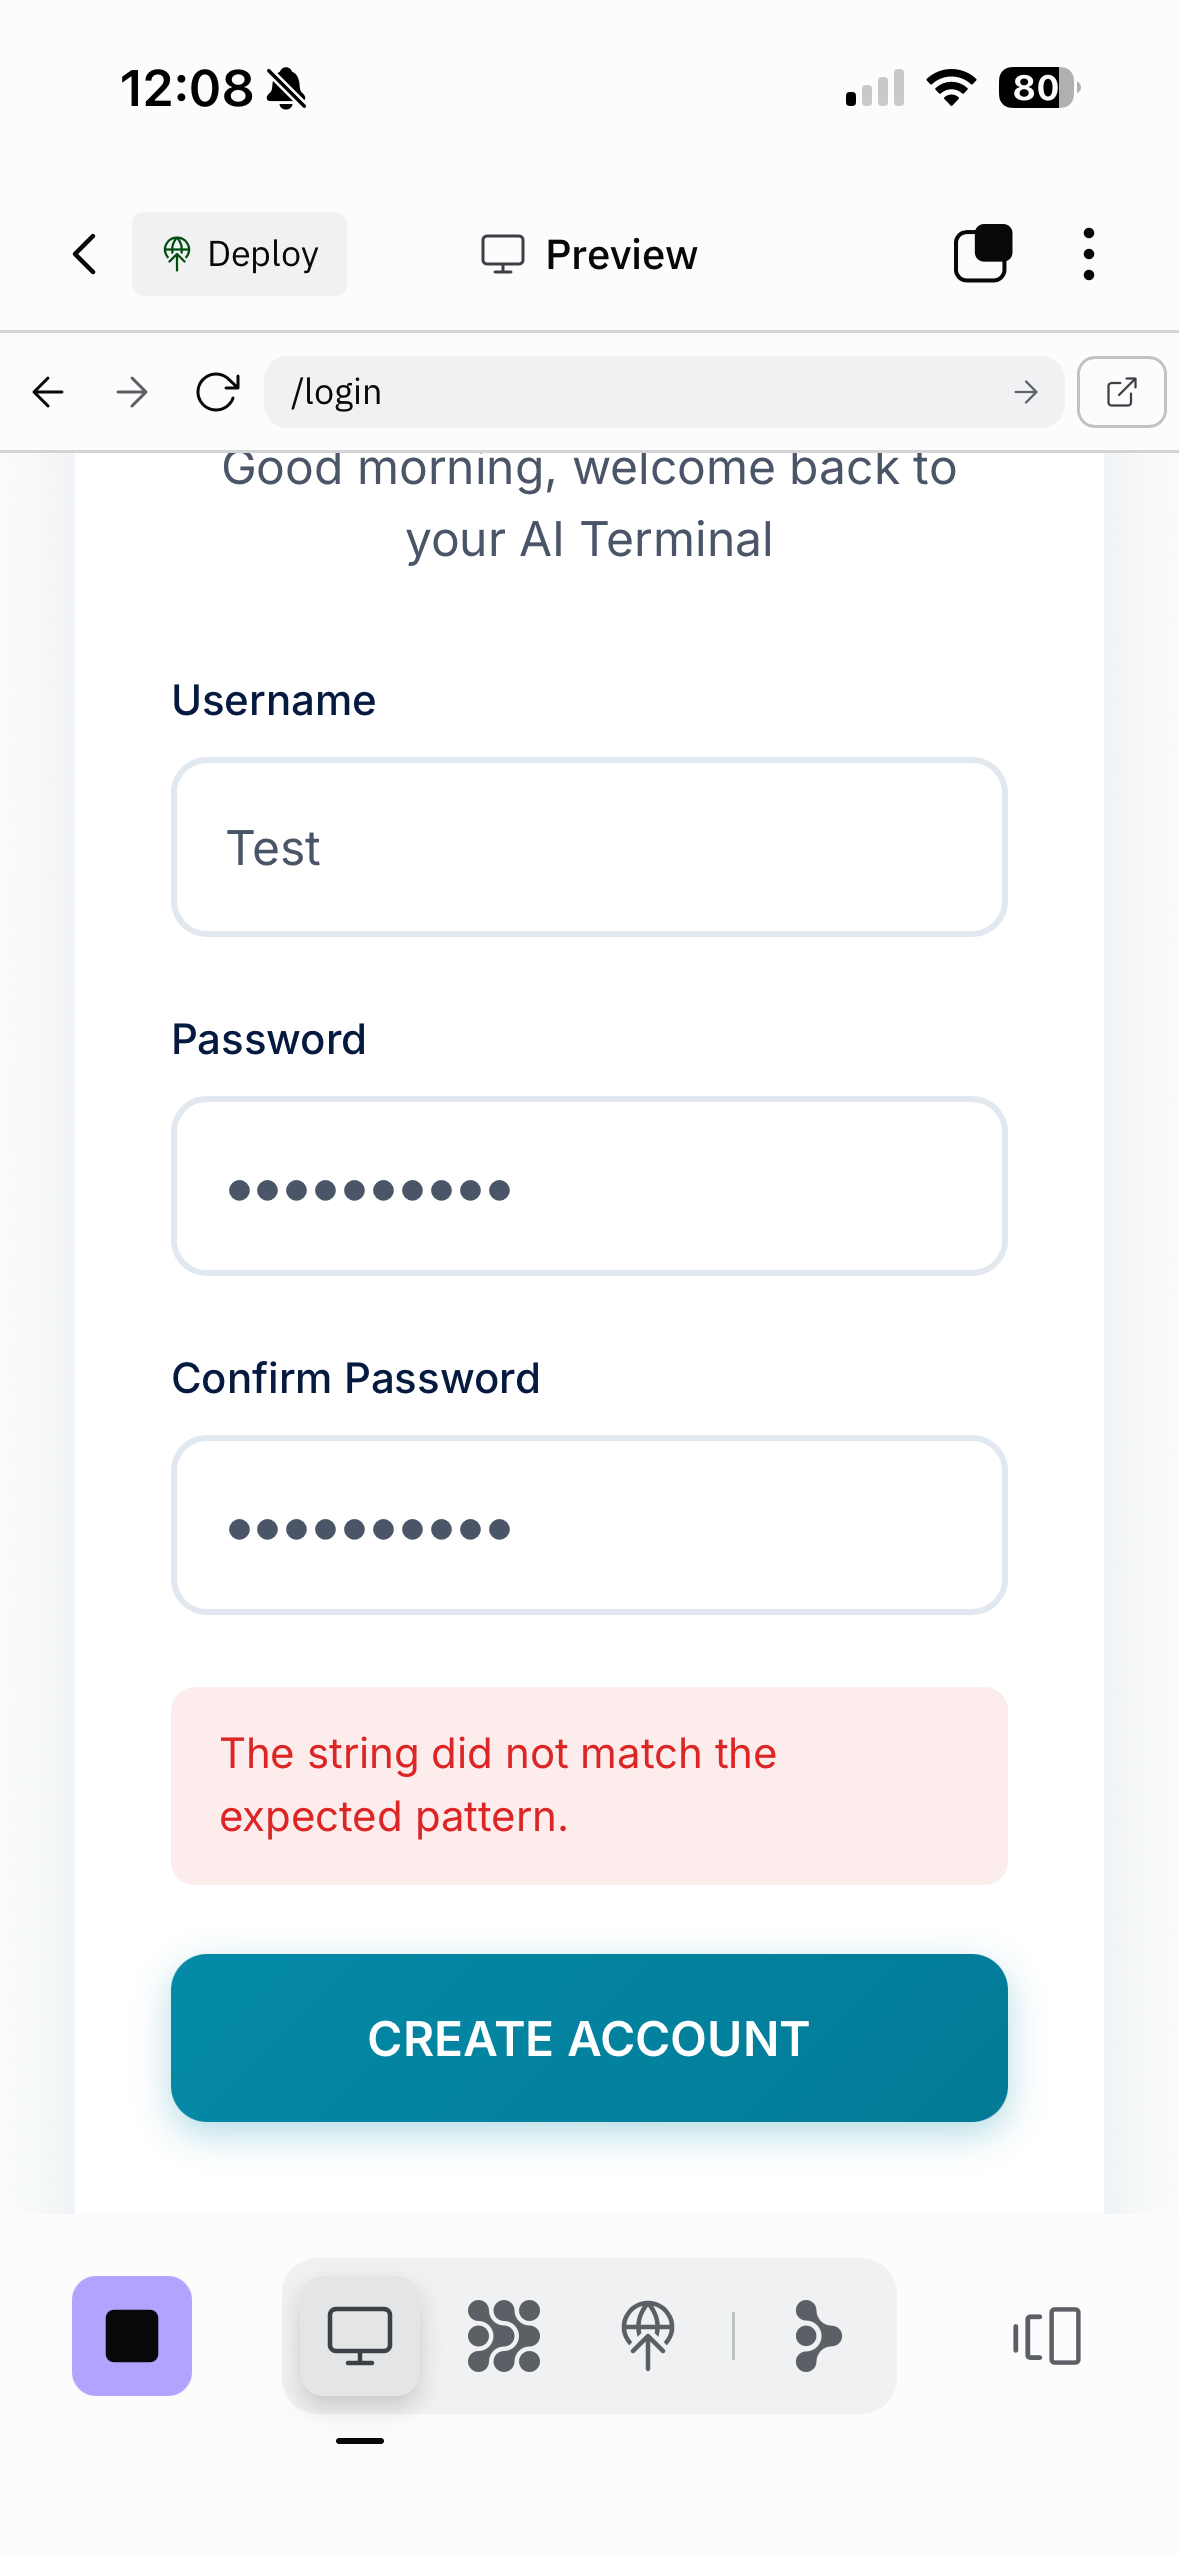 12:08
80
Deploy
Preview
/login
Good morning, welcome back to
your AI Terminal
Username
Test
Password
••••••••••
Confirm Password
••••••••••
The string did not match the
expected pattern.
CREATE ACCOUNT